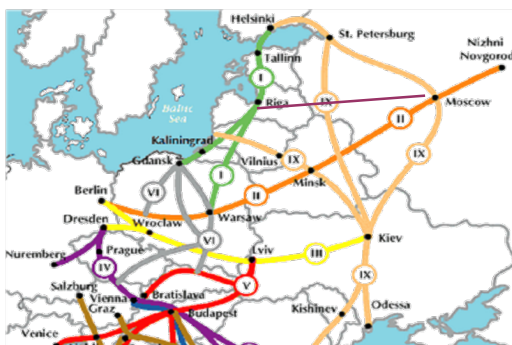 Helsinki
St. Petersburg
Nizhni
Novgorod
Tallinn
I
Riga
IX
Moscow
Baltic
Sea
II
Kaliningrad
Vilnius
IX
IX
Gdansk
I
Minsk
VI
Berlin
II
Warsaw
Dresden
Wroclaw
VI
Kiev
Nuremberg
Prague
Lviv
III
IV
IX
Salzburg
V
Vienna
Bratislava
Graz
Budapest
Kishinev
Odessa
Venice